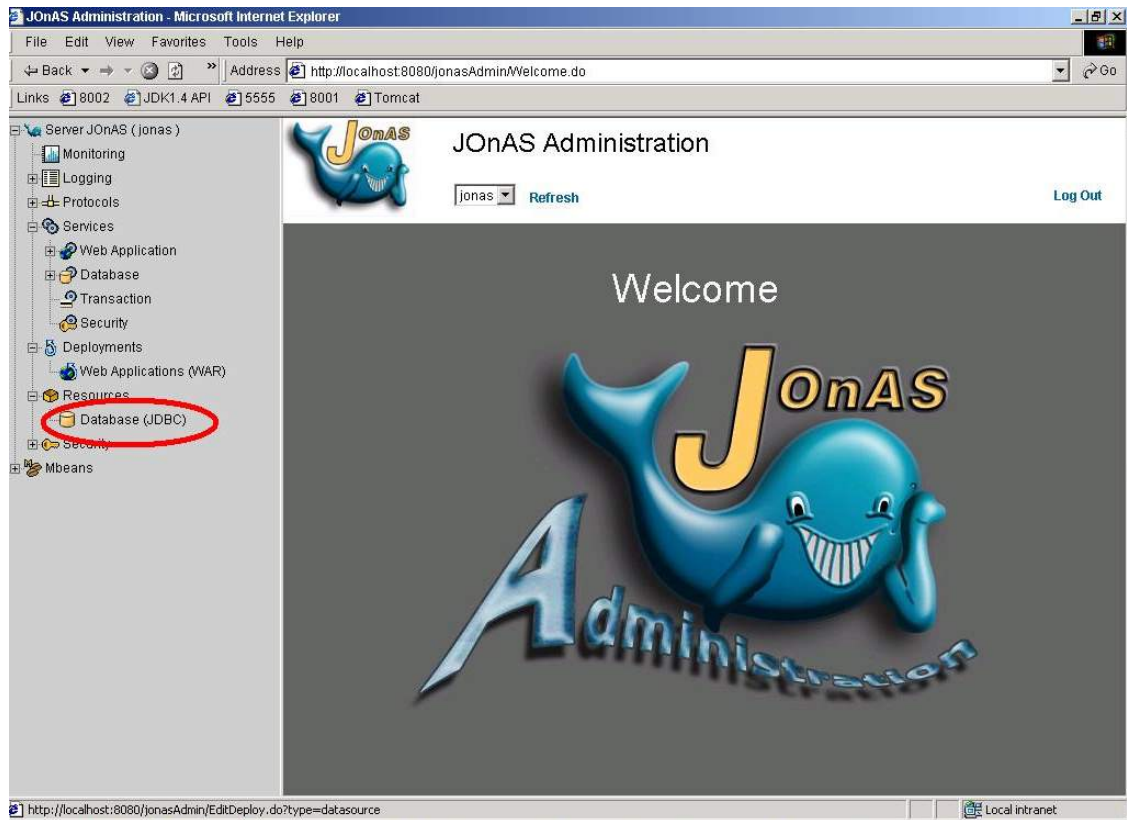 JOnAS Administration - Microsoft Internet Explorer
File Edit View Favorites Tools Help
Back » Address http://localhost:8080/jonasAdmin/Welcome.do Go
Links 8002 JDK1.4 API 5555 8001 Tomcat
Server JOnAS ( jonas )
Monitoring
Logging
Protocols
Services
Web Application
Database
Transaction
Security
Deployments
Web Applications (WAR)
Resources
Database (JDBC)
Security
Mbeans
JOnAS
JOnAS Administration
jonas Refresh Log Out
Welcome
JOnAS
Administration
http://localhost:8080/jonasAdmin/EditDeploy.do?type=datasource Local intranet